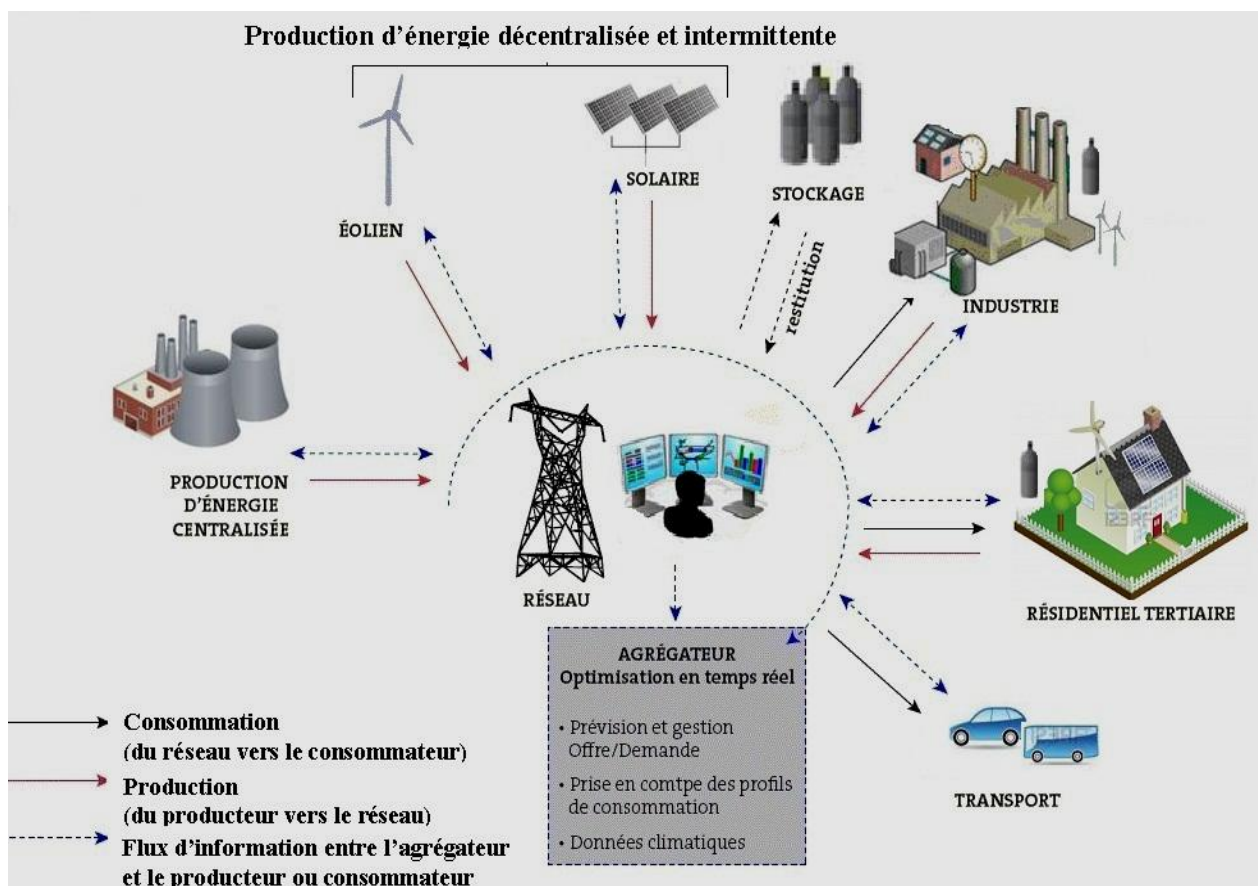 Production d'énergie décentralisée et intermittente
ÉOLIEN
SOLAIRE
STOCKAGE
restitution
INDUSTRIE
PRODUCTION
D'ÉNERGIE
CENTRALISÉE
RÉSEAU
RÉSIDENTIEL TERTIAIRE
TRANSPORT
AGRÉGATEUR
Optimisation en temps réel
• Prévision et gestion
Offre/Demande
• Prise en comtpe des profils
de consommation
• Données climatiques
Consommation
(du réseau vers le consommateur)
Production
(du producteur vers le réseau)
Flux d'information entre l'agrégateur
et le producteur ou consommateur